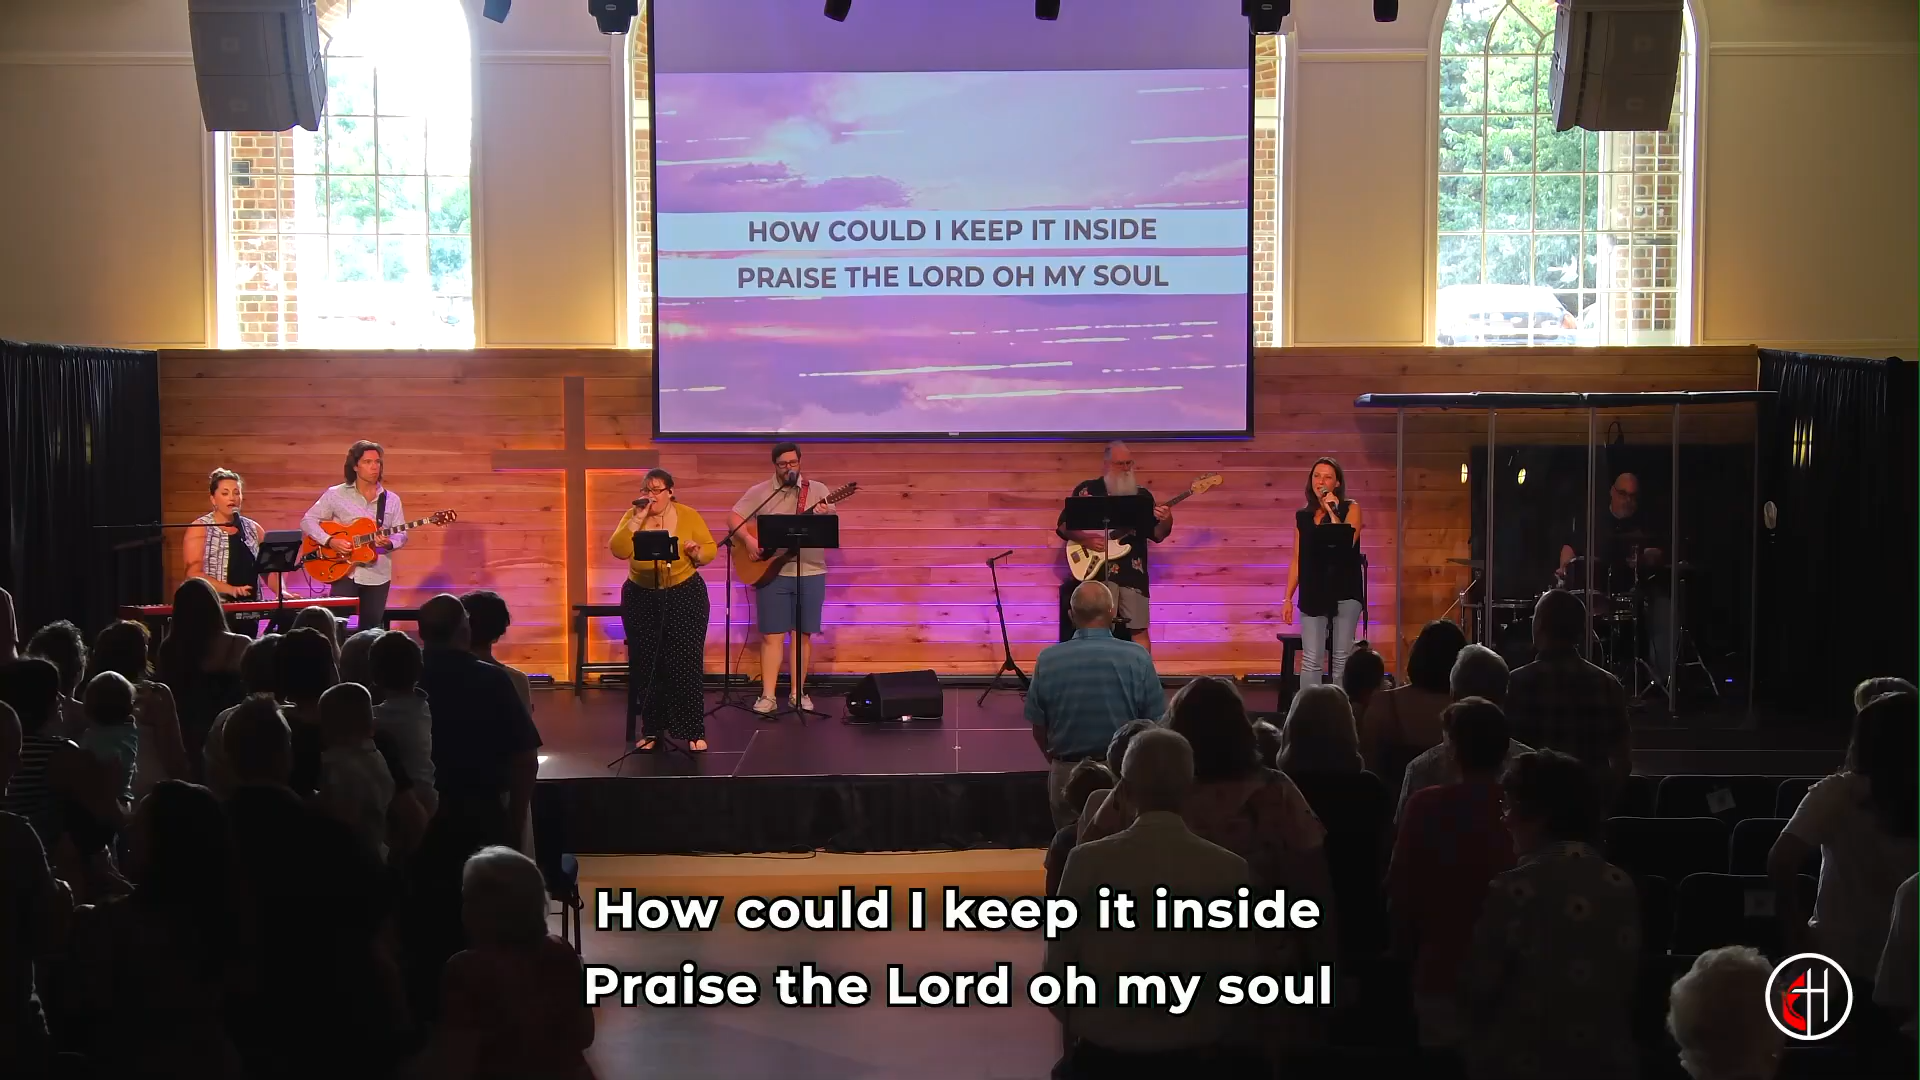 HOW COULD I KEEP IT INSIDE
PRAISE THE LORD OH MY SOUL
How could I keep it inside
Praise the Lord oh my soul